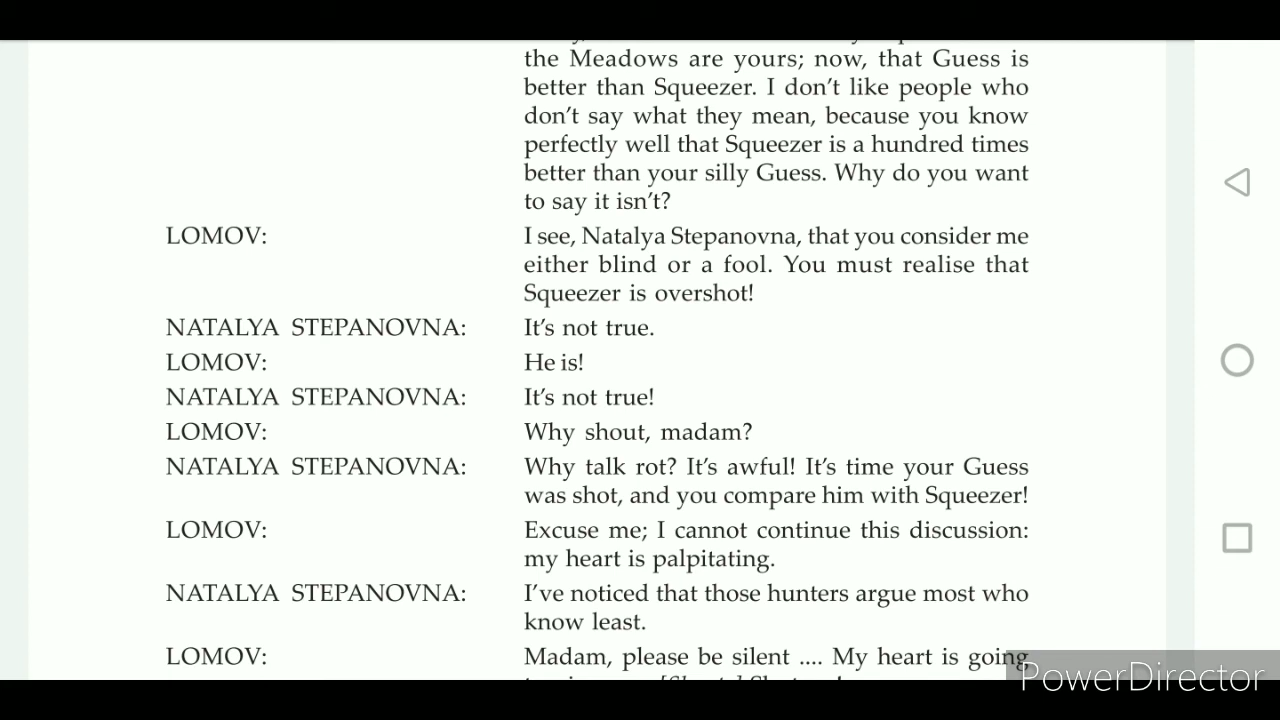 the Meadows are yours; now, that Guess is
better than Squeezer. I don't like people who
don't say what they mean, because you know
perfectly well that Squeezer is a hundred times
better than your silly Guess. Why do you want
to say it isn't?
LOMOV: I see, Natalya Stepanovna, that you consider me
either blind or a fool. You must realise that
Squeezer is overshot!
NATALYA STEPANOVNA: It's not true.
LOMOV: He is!
NATALYA STEPANOVNA: It's not true!
LOMOV: Why shout, madam?
NATALYA STEPANOVNA: Why talk rot? It's awful! It's time your Guess
was shot, and you compare him with Squeezer!
LOMOV: Excuse me; I cannot continue this discussion:
my heart is palpitating.
NATALYA STEPANOVNA: I've noticed that those hunters argue most who
know least.
LOMOV: Madam, please be silent .... My heart is going
PowerDirector